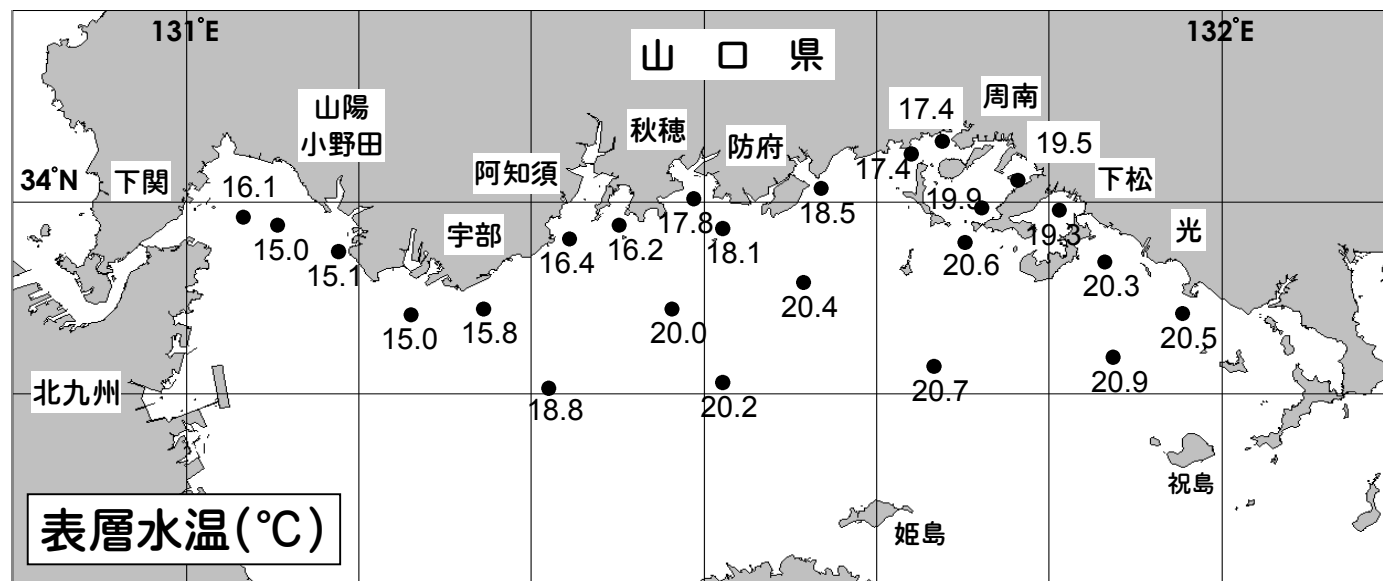 131°E
132°E
山 口 県
山陽
小野田
秋穂
防府
17.4
周南
19.5
34°N
下関
16.1
阿知須
17.4
下松
15.0
宇部
16.4
16.2
17.8
18.1
18.5
19.9
19.3
光
15.1
20.6
20.3
15.0
15.8
20.0
20.4
20.5
北九州
18.8
20.2
20.7
20.9
祝島
表層水温(℃)
姫島